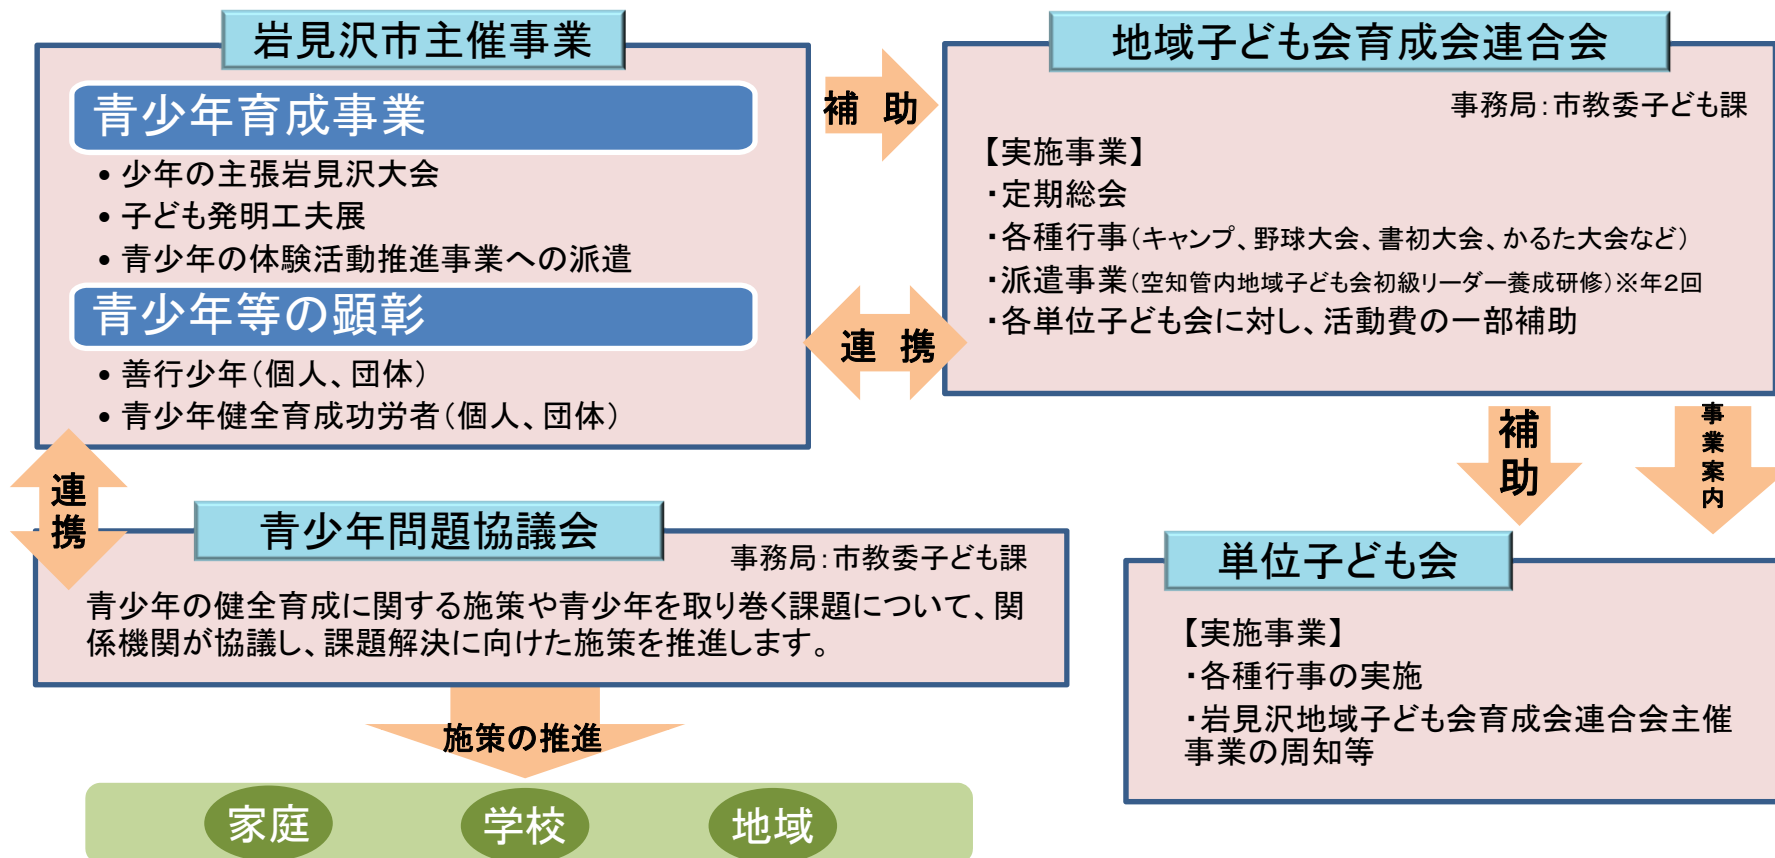 岩見沢市主催事業
青少年育成事業
• 少年の主張岩見沢大会
• 子ども発明工夫展
• 青少年の体験活動推進事業への派遣
青少年等の顕彰
• 善行少年（個人、団体）
• 青少年健全育成功労者（個人、団体）
補 助
連 携
地域子ども会育成会連合会
事務局：市教委子ども課
【実施事業】
・定期総会
・各種行事（キャンプ、野球大会、書初大会、かるた大会など）
・派遣事業（空知管内地域子ども会初級リーダー養成研修）※年２回
・各単位子ども会に対し、活動費の一部補助
補助
事業案内
連携
青少年問題協議会
事務局：市教委子ども課
青少年の健全育成に関する施策や青少年を取り巻く課題について、関
係機関が協議し、課題解決に向けた施策を推進します。
単位子ども会
【実施事業】
・各種行事の実施
・岩見沢地域子ども会育成会連合会主催
事業の周知等
施策の推進
家庭
学校
地域